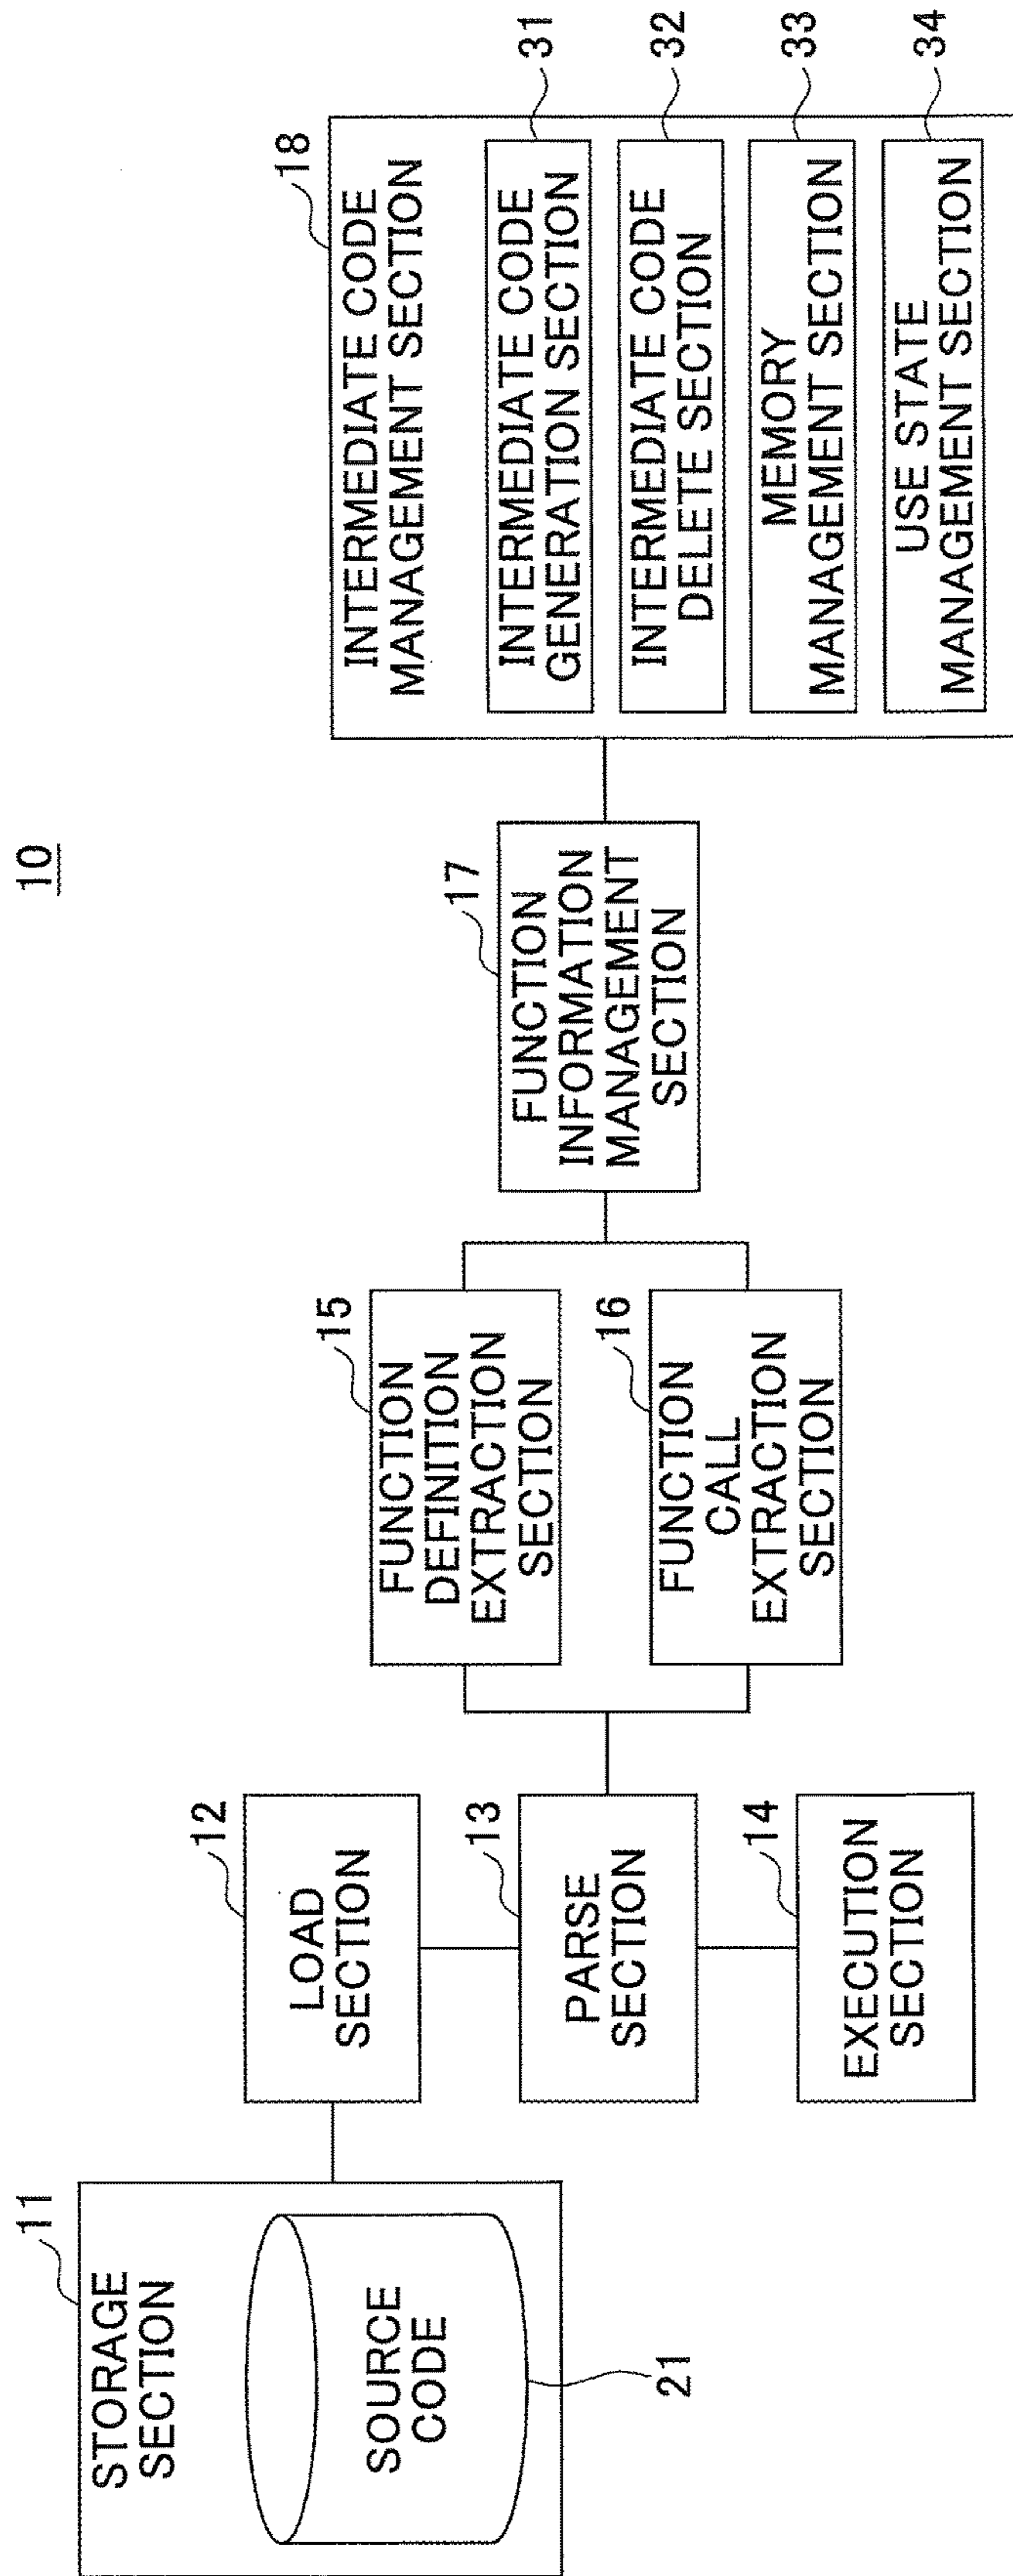 10
11
STORAGE
SECTION
SOURCE
CODE
21
12
LOAD
SECTION
13
PARSE
SECTION
14
EXECUTION
SECTION
15
FUNCTION
DEFINITION
EXTRACTION
SECTION
16
FUNCTION
CALL
EXTRACTION
SECTION
17
FUNCTION
INFORMATION
MANAGEMENT
SECTION
18
INTERMEDIATE CODE
MANAGEMENT SECTION
INTERMEDIATE CODE
GENERATION SECTION
31
INTERMEDIATE CODE
DELETE SECTION
32
MEMORY
MANAGEMENT SECTION
33
USE STATE
MANAGEMENT SECTION
34